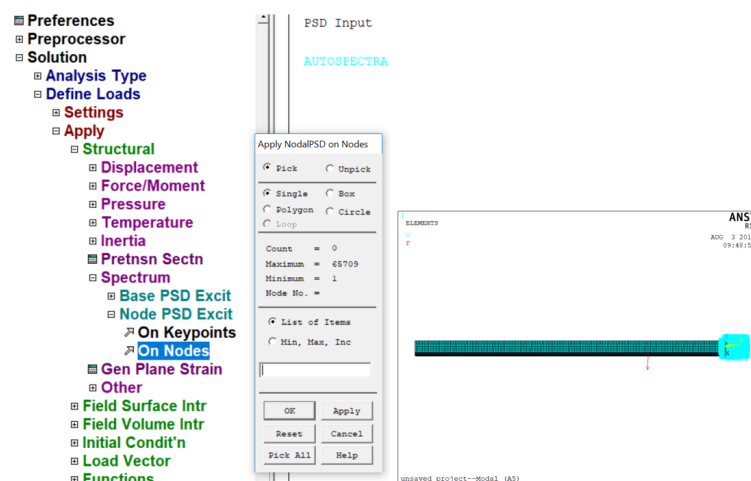 Preferences
Preprocessor
Solution
Analysis Type
Define Loads
Settings
Apply
Structural
Displacement
Force/Moment
Pressure
Temperature
Inertia
Pretnsn Sectn
Spectrum
Base PSD Excit
Node PSD Excit
On Keypoints
On Nodes
Gen Plane Strain
Other
Field Surface Intr
Field Volume Intr
Initial Condit'n
Load Vector
Functions
PSD Input
AUTOSPECTRA
Apply NodalPSD on Nodes
Pick Unpick
Single Box
Polygon Circle
Loop
Count = 0
Maximum = 65709
Minimum = 1
Node No. =
List of Items
Min, Max, Inc
OK Apply
Reset Cancel
Pick All Help
1
ELEMENTS
F
ANS
AUG 3 201
09:48:5
unsaved project--Modal (A5)